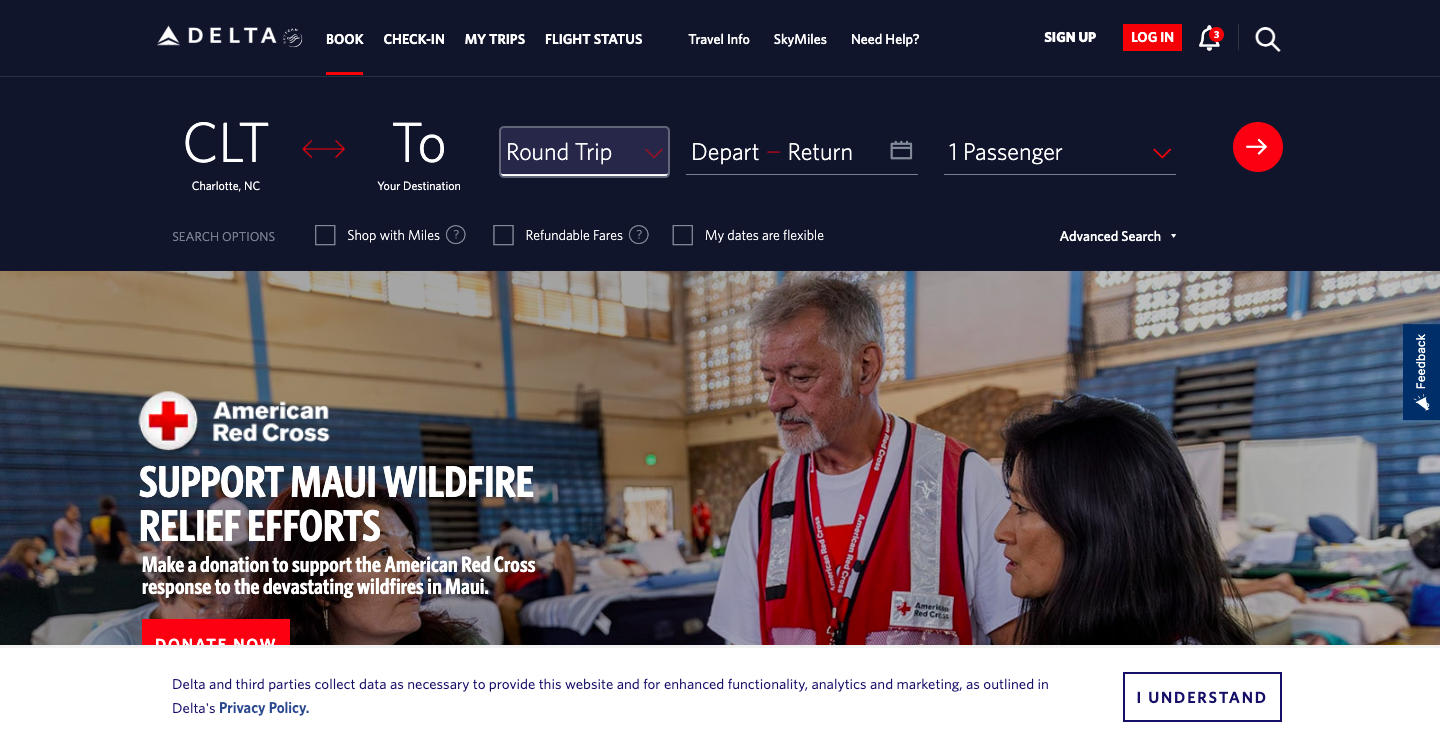 DELTA
BOOK
CHECK-IN
MY TRIPS
FLIGHT STATUS
Travel Info
SkyMiles
Need Help?
SIGN UP
LOG IN
3
CLT
Charlotte, NC
To
Your Destination
Round Trip
Depart – Return
1 Passenger
SEARCH OPTIONS
Shop with Miles ?
Refundable Fares ?
My dates are flexible
Advanced Search
Feedback
American
Red Cross
SUPPORT MAUI WILDFIRE
RELIEF EFFORTS
Make a donation to support the American Red Cross
response to the devastating wildfires in Maui.
DONATE NOW
American
Red Cross
Delta and third parties collect data as necessary to provide this website and for enhanced functionality, analytics and marketing, as outlined in
Delta's Privacy Policy.
I UNDERSTAND